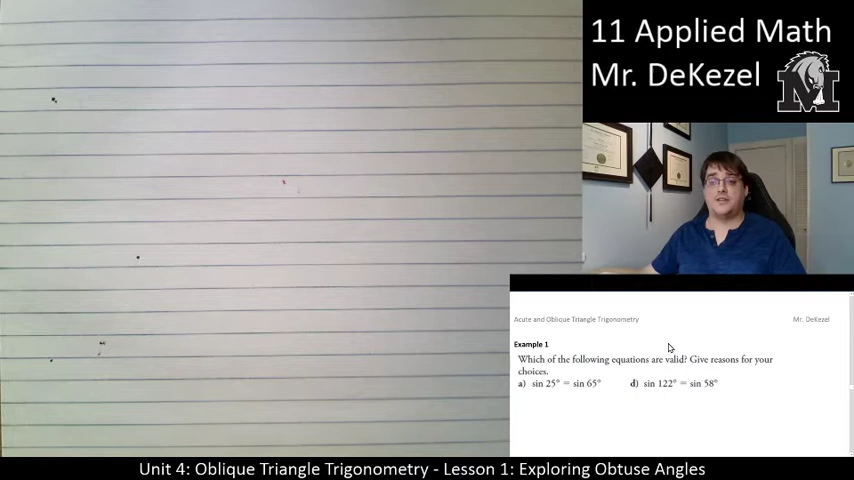 11 Applied Math
Mr. DeKezel
M
Acute and Oblique Triangle Trigonometry
Mr. DeKezel
Example 1
Which of the following equations are valid? Give reasons for your
choices.
a) sin 25° = sin 65°
d) sin 122° = sin 58°
Unit 4: Oblique Triangle Trigonometry - Lesson 1: Exploring Obtuse Angles